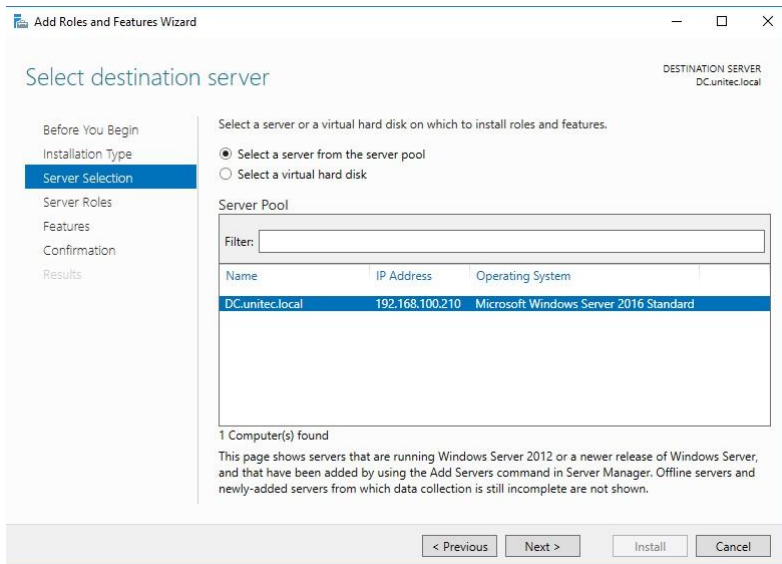 Add Roles and Features Wizard
Select destination server
DESTINATION SERVER
DC.unitec.local
Before You Begin
Installation Type
Server Selection
Server Roles
Features
Confirmation
Results
Select a server or a virtual hard disk on which to install roles and features.
Select a server from the server pool
Select a virtual hard disk
Server Pool
Filter:
Name IP Address Operating System
DC.unitec.local 192.168.100.210 Microsoft Windows Server 2016 Standard
1 Computer(s) found
This page shows servers that are running Windows Server 2012 or a newer release of Windows Server,
and that have been added by using the Add Servers command in Server Manager. Offline servers and
newly-added servers from which data collection is still incomplete are not shown.
< Previous Next > Install Cancel